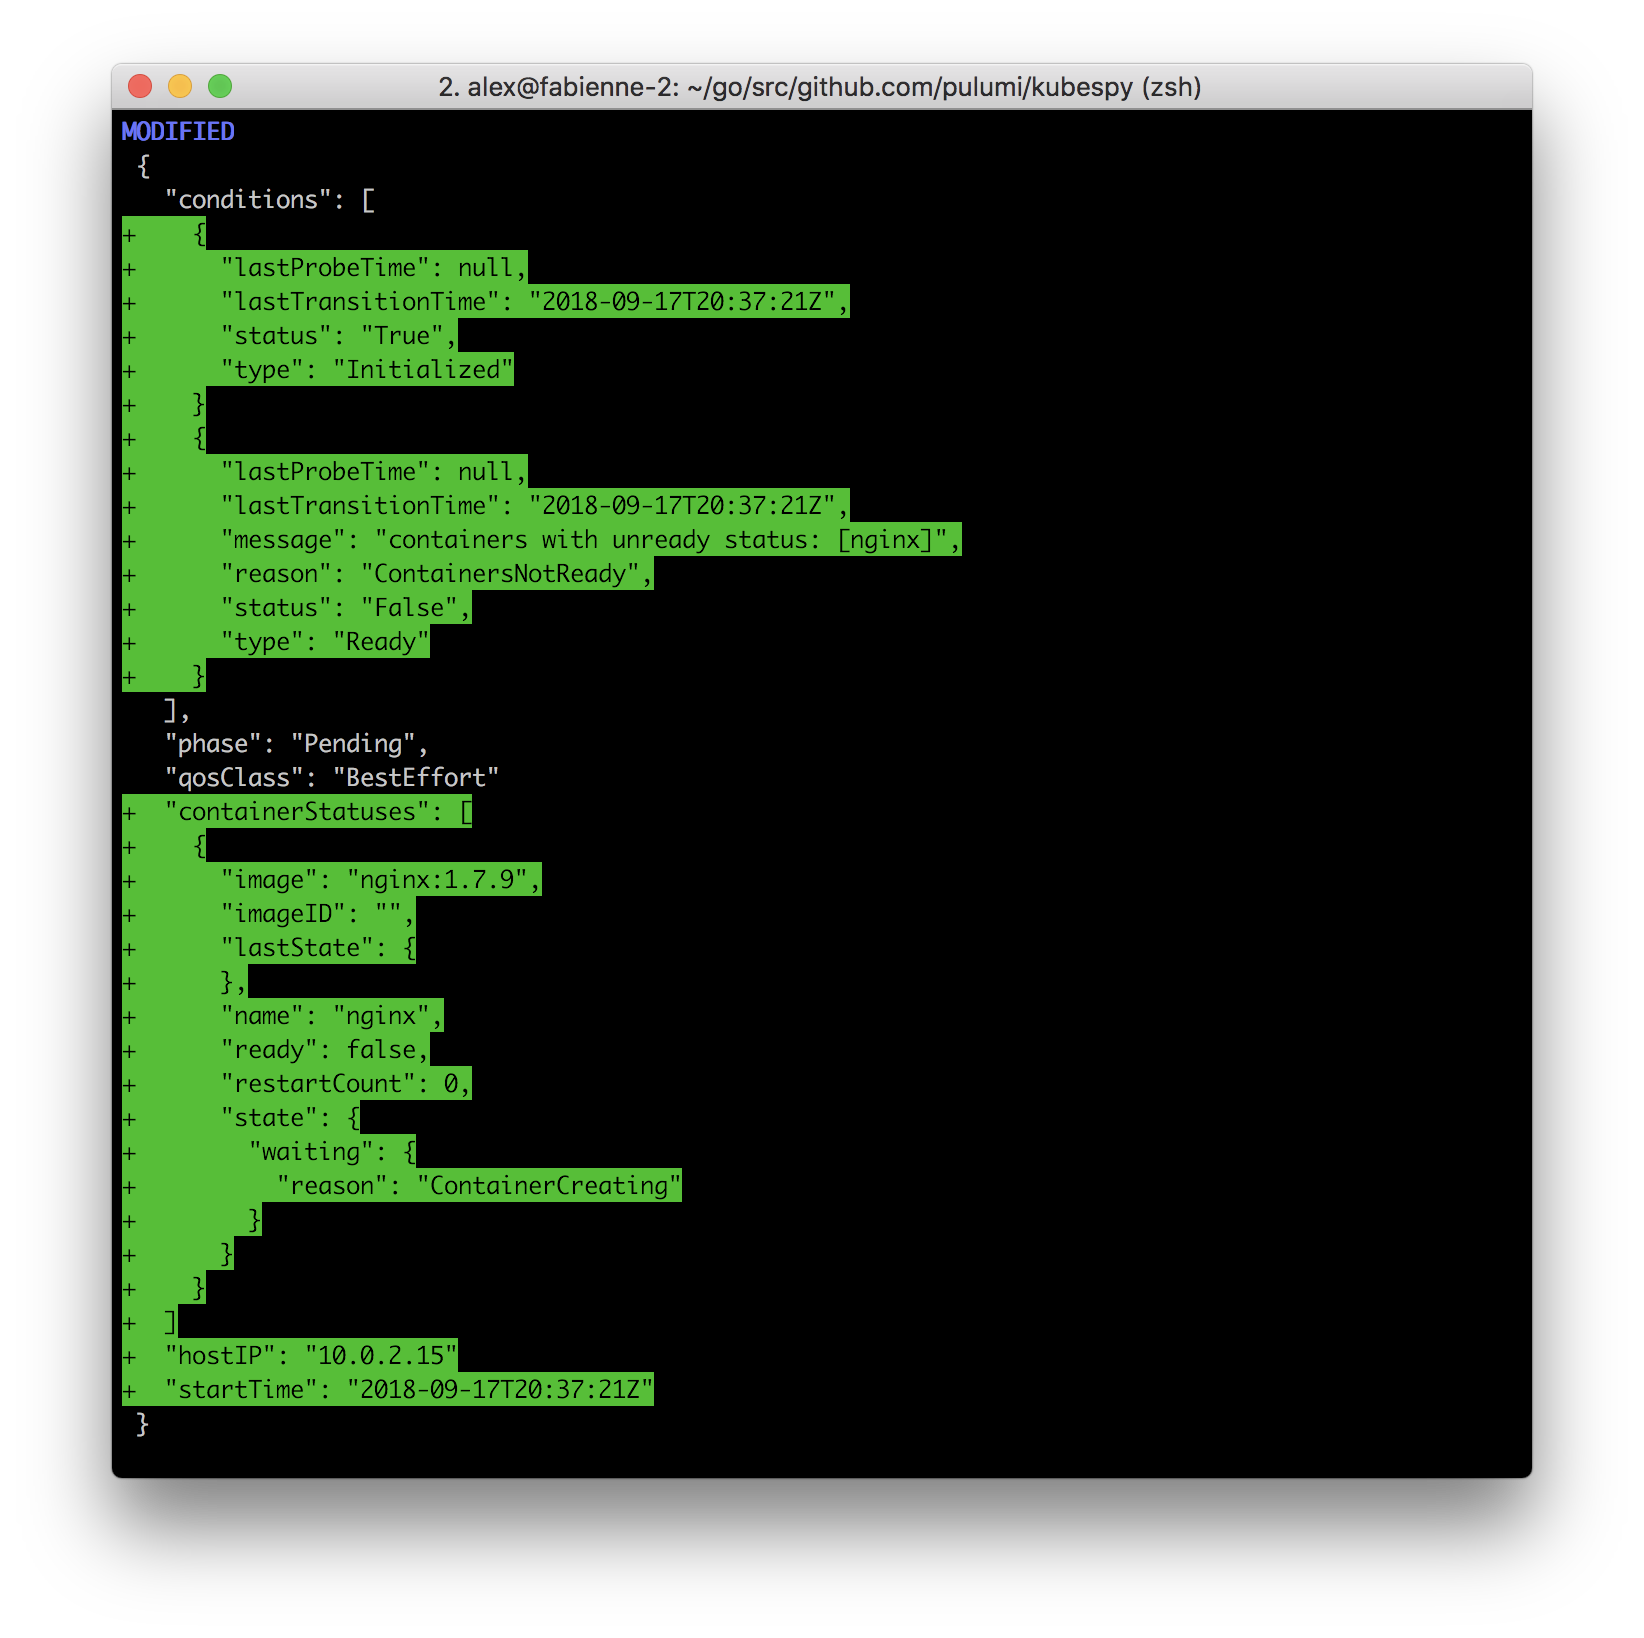 2. alex@fabienne-2: ~/go/src/github.com/pulumi/kubespy (zsh)
MODIFIED
 {
   "conditions": [
+    {
+      "lastProbeTime": null,
+      "lastTransitionTime": "2018-09-17T20:37:21Z",
+      "status": "True",
+      "type": "Initialized"
+    }
+    {
+      "lastProbeTime": null,
+      "lastTransitionTime": "2018-09-17T20:37:21Z",
+      "message": "containers with unready status: [nginx]",
+      "reason": "ContainersNotReady",
+      "status": "False",
+      "type": "Ready"
+    }
   ],
   "phase": "Pending",
   "qosClass": "BestEffort"
+  "containerStatuses": [
+    {
+      "image": "nginx:1.7.9",
+      "imageID": "",
+      "lastState": {
+      },
+      "name": "nginx",
+      "ready": false,
+      "restartCount": 0,
+      "state": {
+        "waiting": {
+          "reason": "ContainerCreating"
+        }
+      }
+    }
+  ]
+  "hostIP": "10.0.2.15"
+  "startTime": "2018-09-17T20:37:21Z"
 }